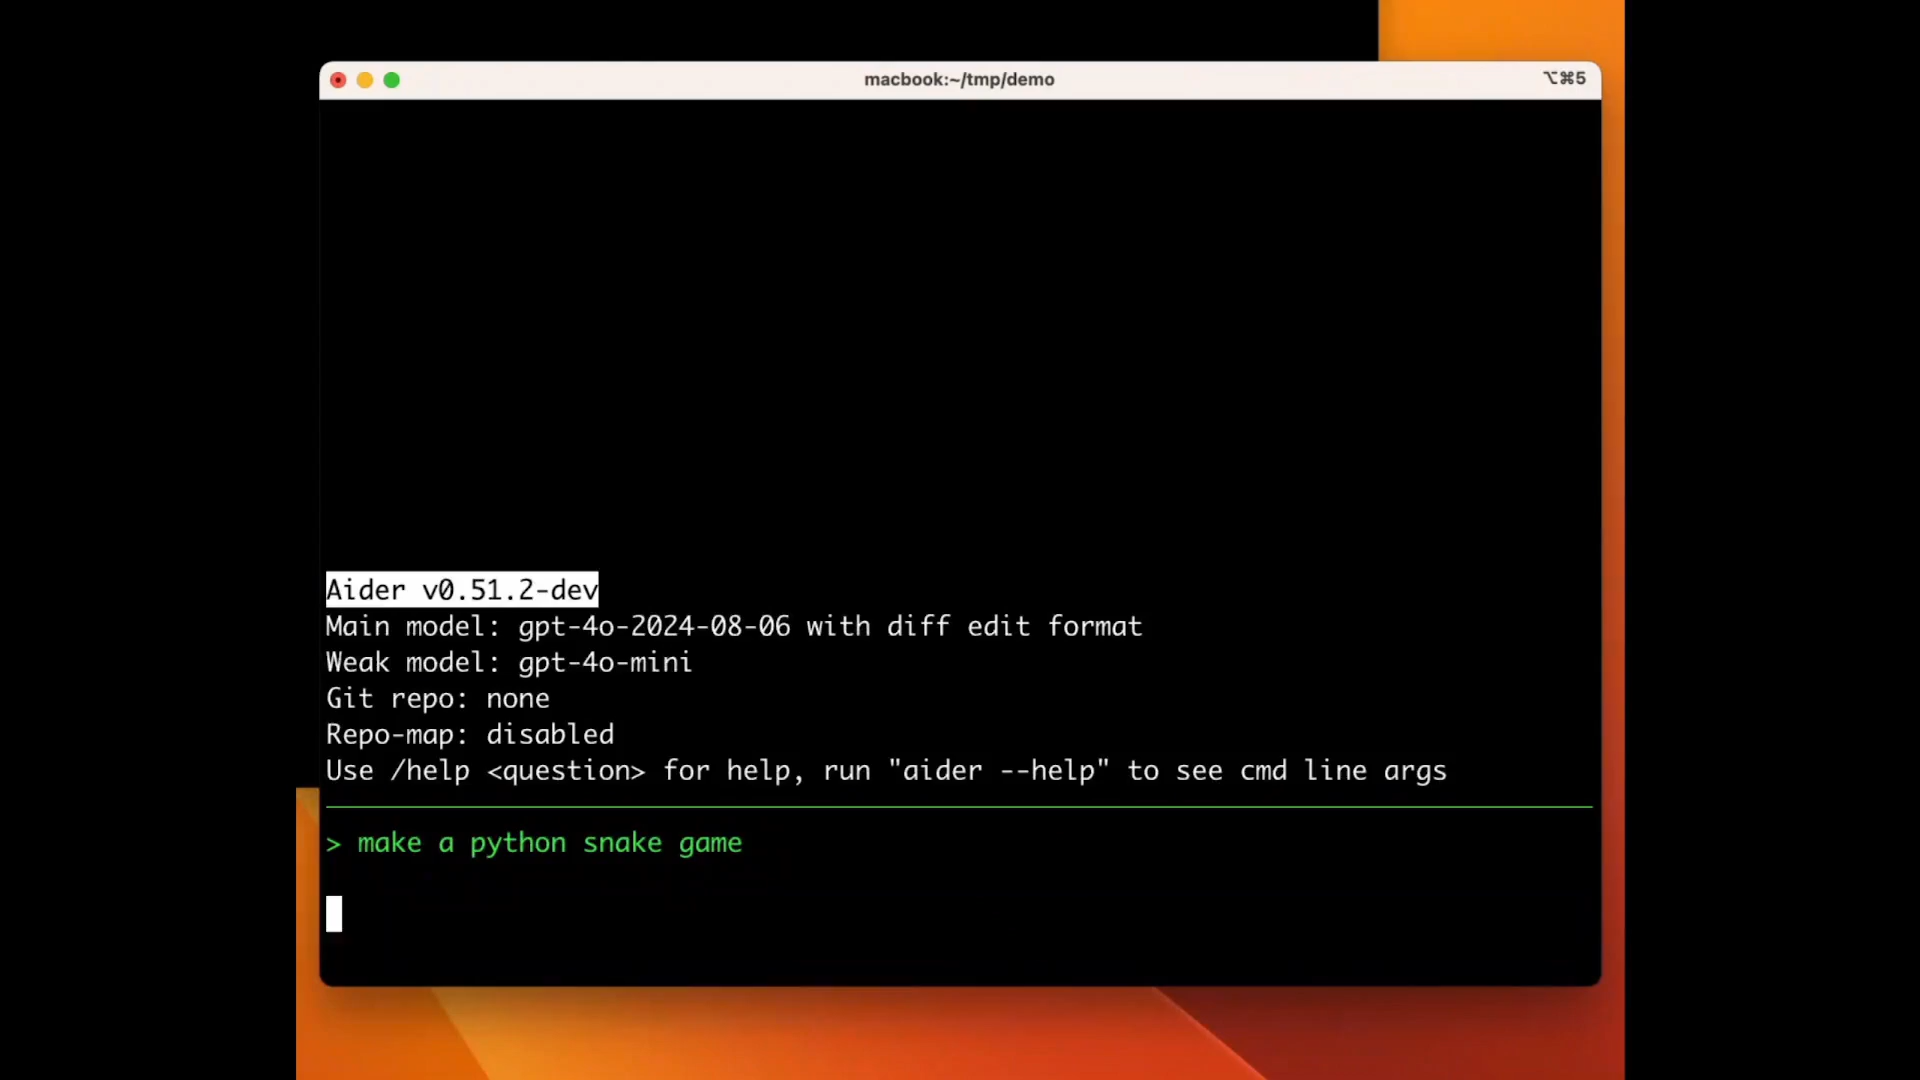 macbook:~/tmp/demo
⌥⌘5
Aider v0.51.2-dev
Main model: gpt-4o-2024-08-06 with diff edit format
Weak model: gpt-4o-mini
Git repo: none
Repo-map: disabled
Use /help <question> for help, run "aider --help" to see cmd line args
> make a python snake game